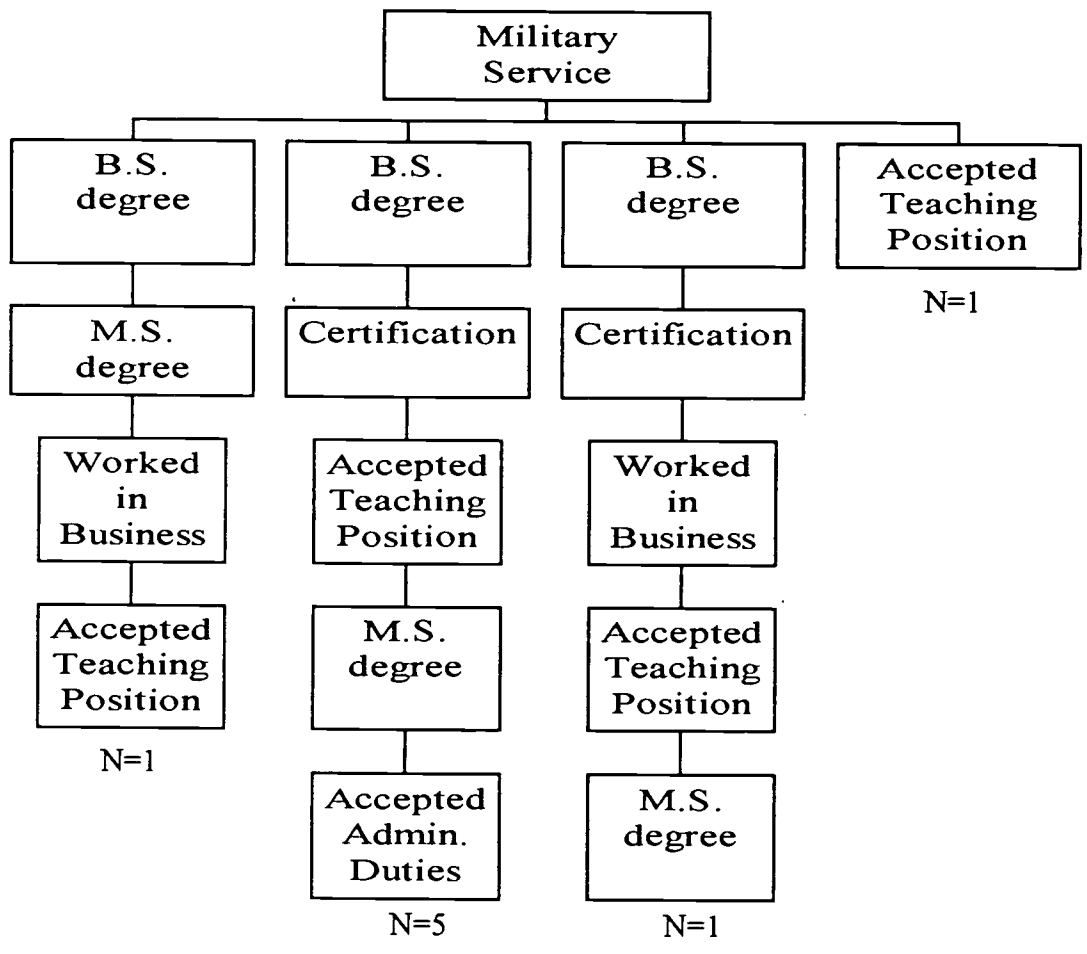 Military
Service
B.S.
degree
B.S.
degree
B.S.
degree
Accepted
Teaching
Position
N=1
M.S.
degree
Certification
Certification
Worked
in
Business
Accepted
Teaching
Position
Worked
in
Business
Accepted
Teaching
Position
N=1
M.S.
degree
Accepted
Teaching
Position
Accepted
Admin.
Duties
N=5
M.S.
degree
N=1